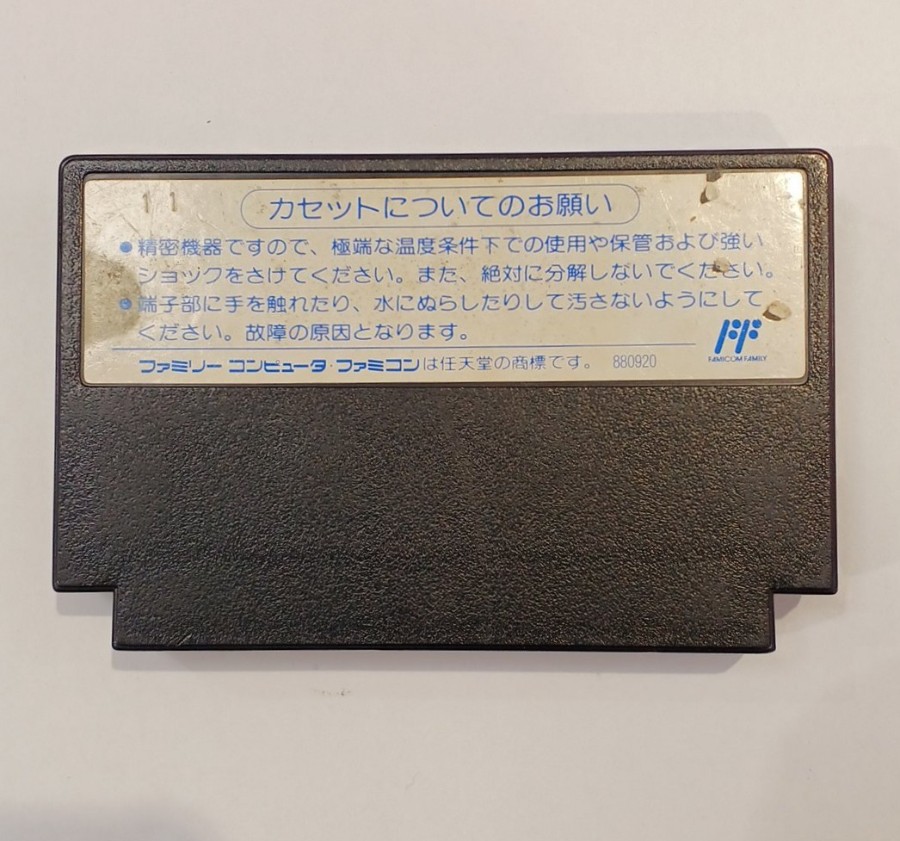 11
カセットについてのお願い
●精密機器ですので、極端な温度条件下での使用や保管および強い
ショックをさけてください。また、絶対に分解しないでください。
●端子部に手を触れたり、水にぬらしたりして汚さないようにして
ください。故障の原因となります。
FF
FAMICOM FAMILY
ファミリー コンピュータ・ファミコンは任天堂の商標です。 880920